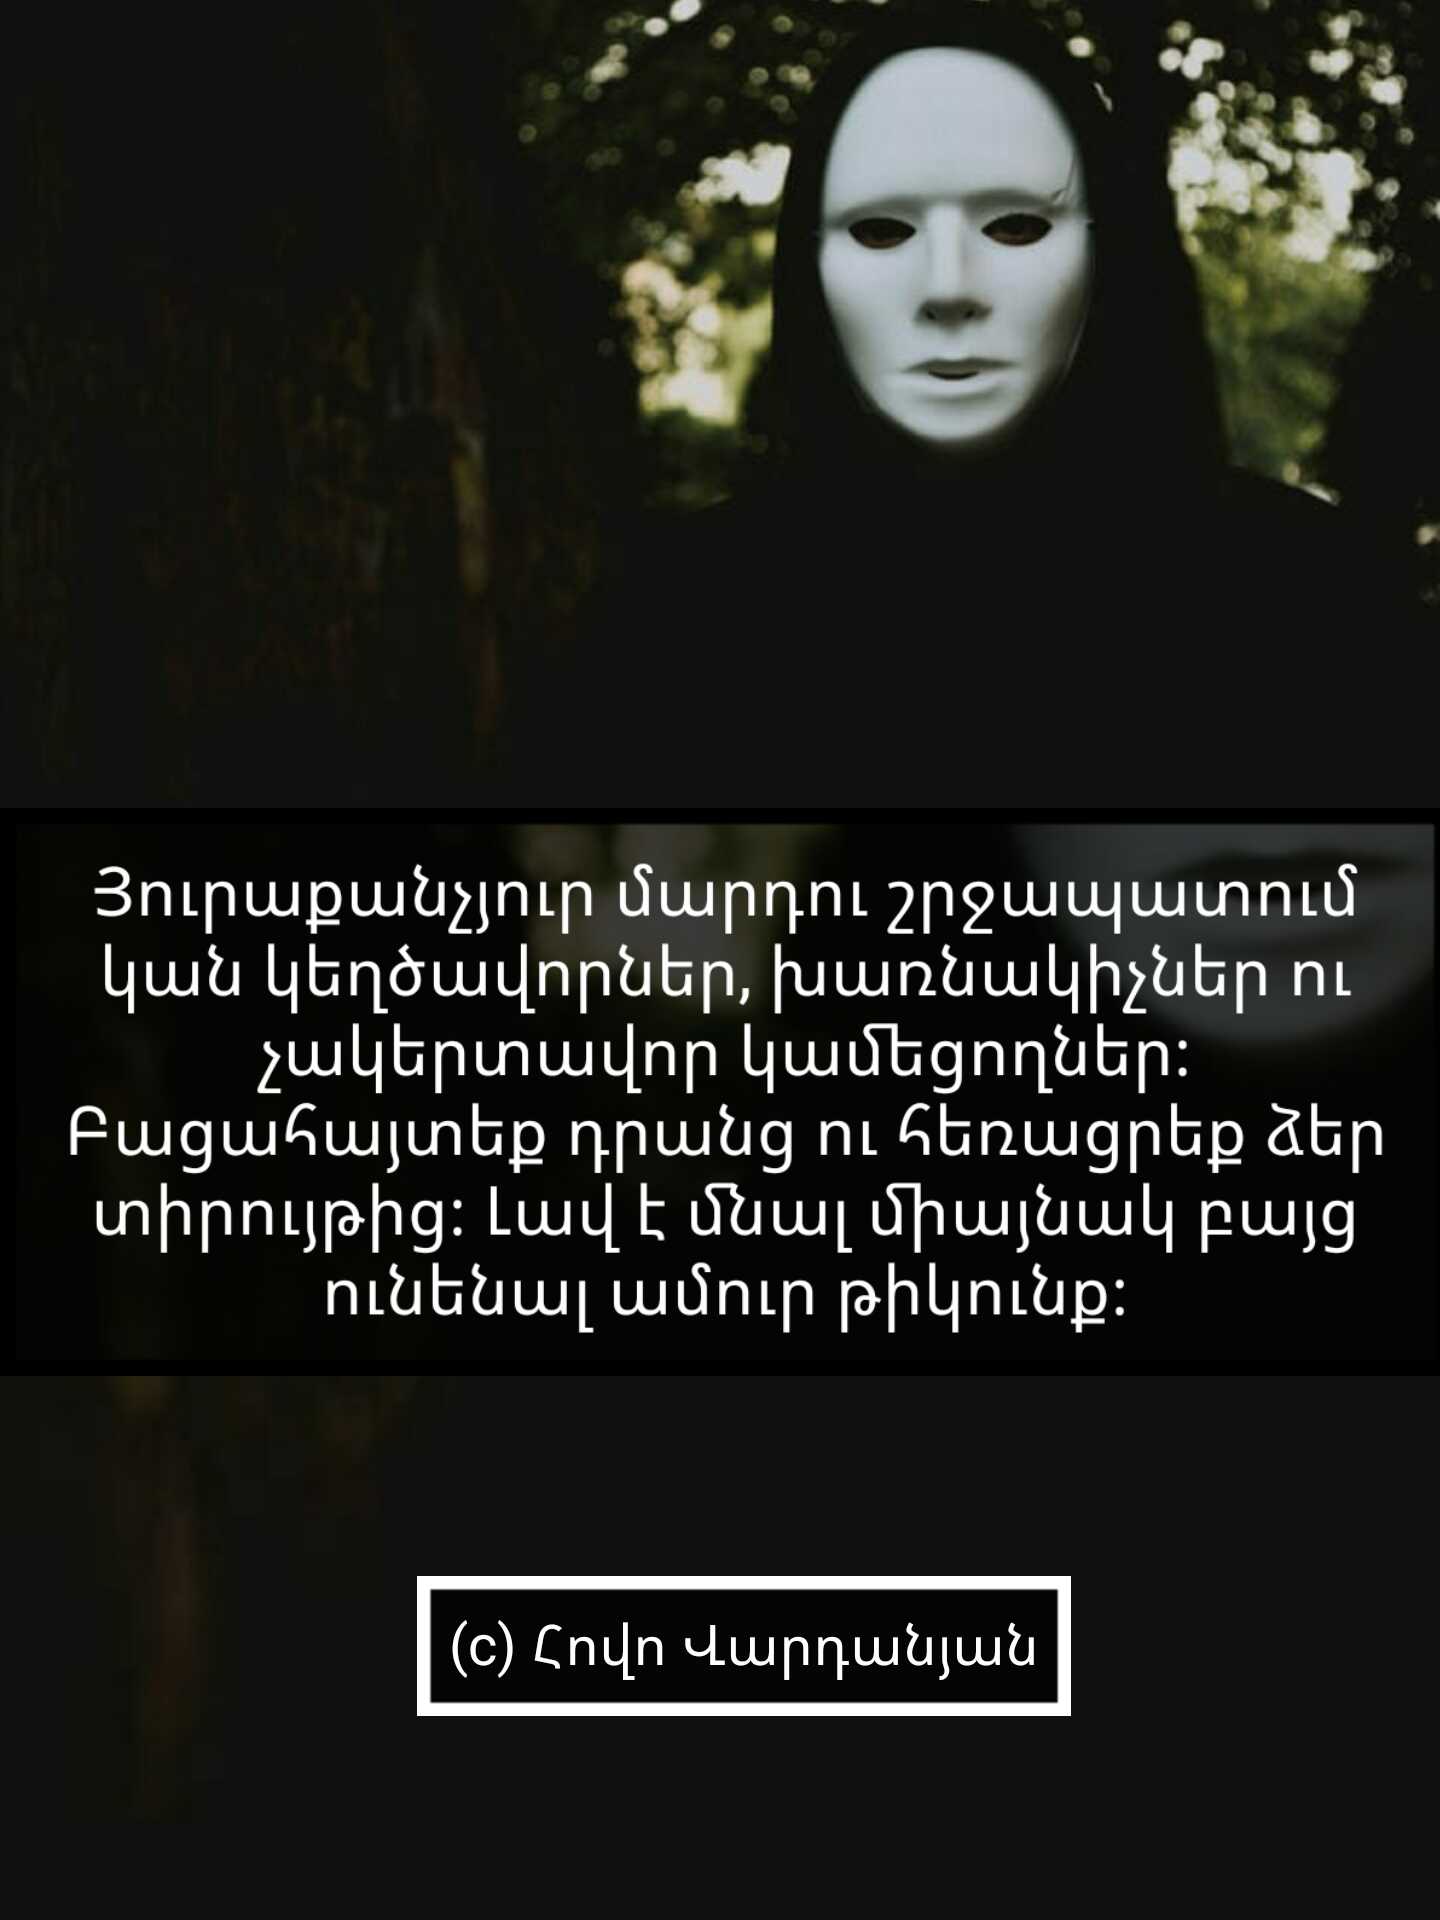 Յուրաքանչյուր մարդու շրջապատում
կան կեղծավորներ, խառնակիչներ ու
չակերտավոր կամեցողներ:
Բացահայտեք դրանց ու հեռացրեք ձեր
տիրույթից: Լավ է մնալ միայնակ բայց
ունենալ ամուր թիկունք:
(c) Հովո Վարդանյան